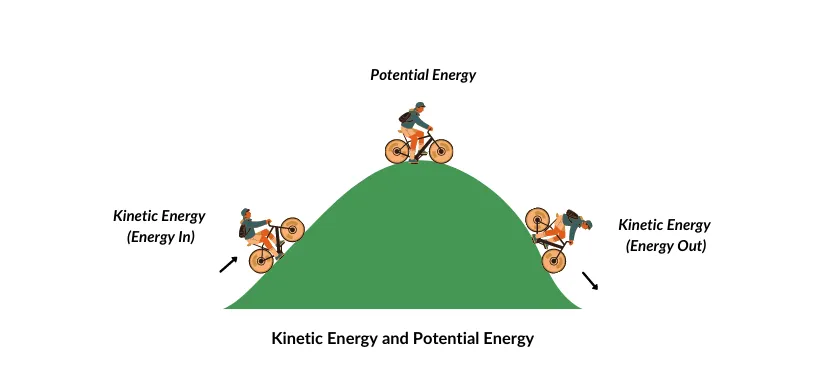 Potential Energy
Kinetic Energy
(Energy In)
Kinetic Energy
(Energy Out)
Kinetic Energy and Potential Energy